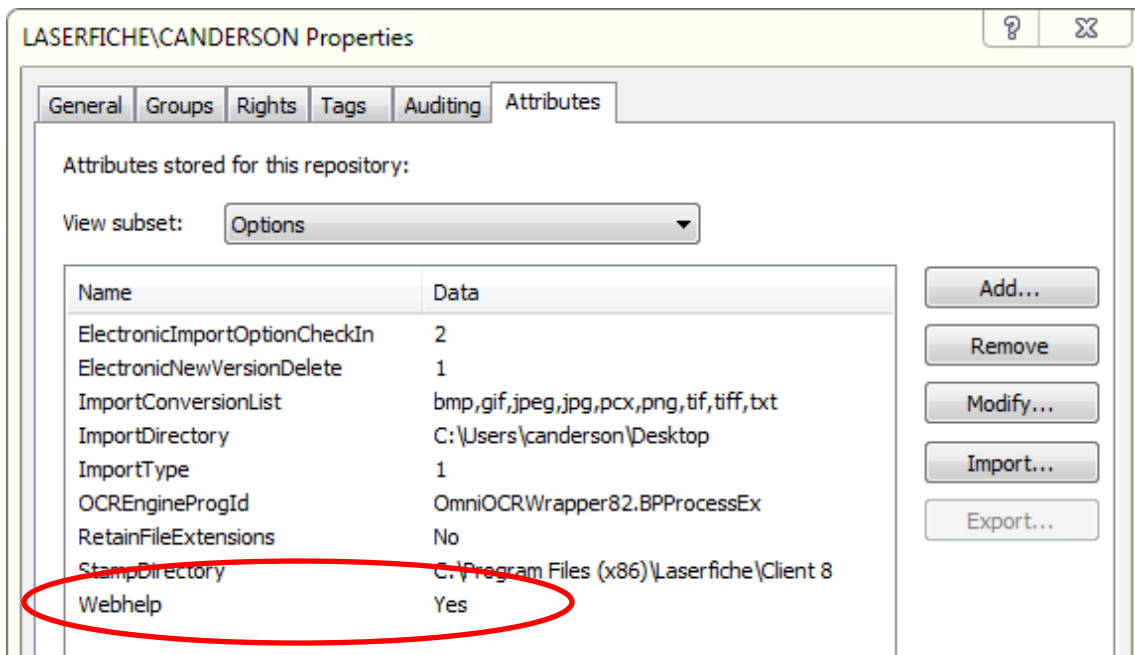 LASERFICHE\CANDERSON Properties
General Groups Rights Tags Auditing Attributes
Attributes stored for this repository:
View subset: Options
Name Data
ElectronicImportOptionCheckIn 2
ElectronicNewVersionDelete 1
ImportConversionList bmp,gif,jpeg,jpg,pcx,png,tif,tiff,txt
ImportDirectory C:\Users\canderson\Desktop
ImportType 1
OCREngineProgId OmniOCRWrapper82.BPProcessEx
RetainFileExtensions No
StampDirectory C:\Program Files (x86)\Laserfiche\Client 8
Webhelp Yes
Add...
Remove
Modify...
Import...
Export...